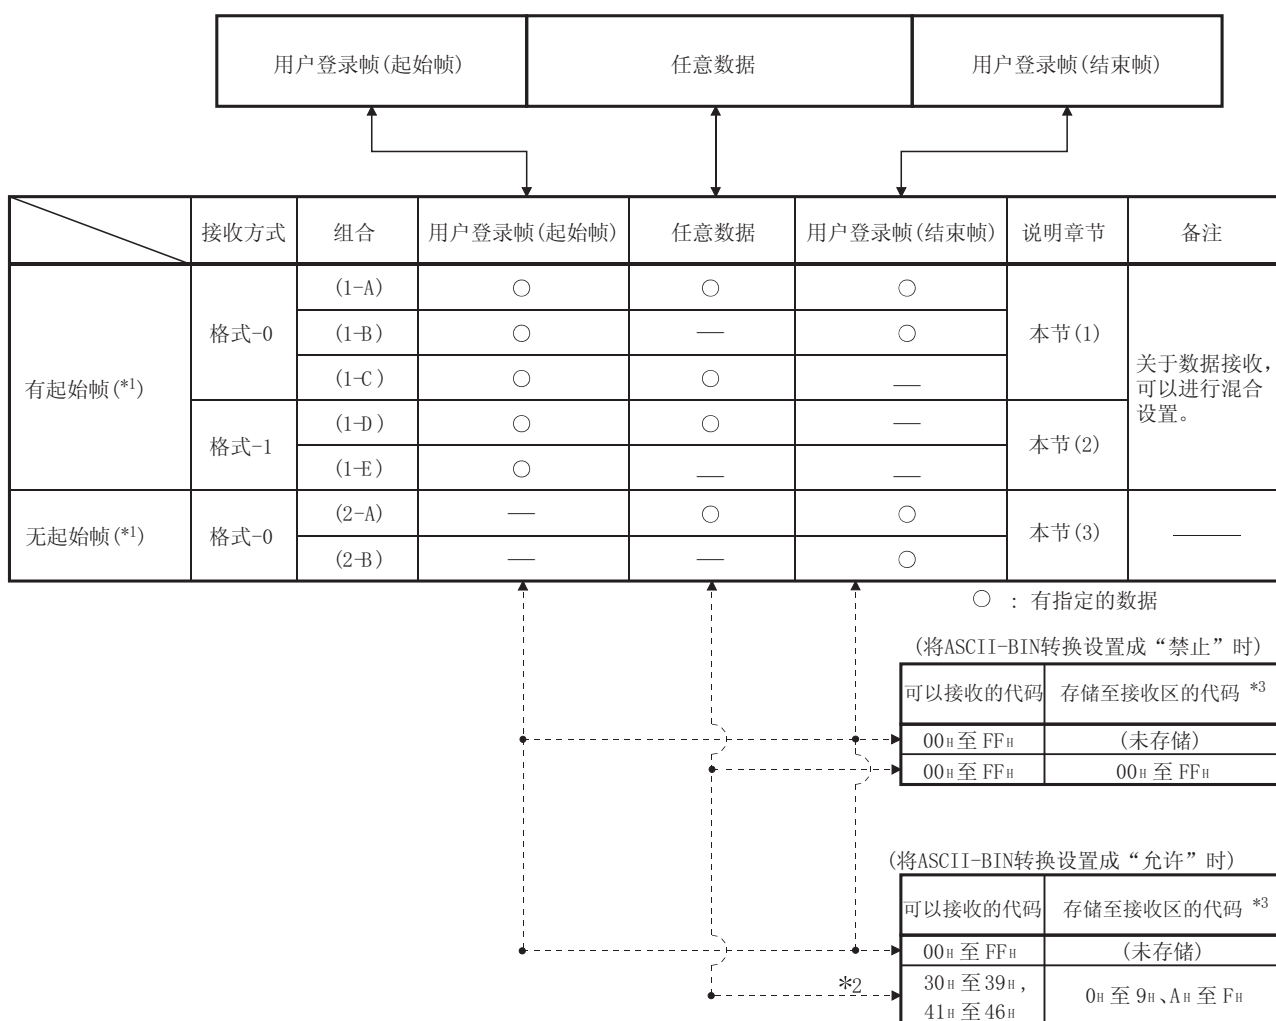 用户登录帧(起始帧) 任意数据 用户登录帧(结束帧)
接收方式 组合 用户登录帧(起始帧) 任意数据 用户登录帧(结束帧) 说明章节 备注
有起始帧(*1)
格式-0
(1-A) ○ ○ ○
(1-B) ○ — ○
(1-C) ○ ○ —
本节(1)
格式-1
(1-D) ○ ○ —
(1-E) ○ — —
本节(2)
关于数据接收,
可以进行混合
设置。
无起始帧(*1)
格式-0
(2-A) — ○ ○
(2-B) — — ○
本节(3)
——
○ : 有指定的数据
(将ASCII-BIN转换设置成“禁止”时)
可以接收的代码 存储至接收区的代码 *3
00H 至 FFH (未存储)
00H 至 FFH 00H 至 FFH
(将ASCII-BIN转换设置成“允许”时)
可以接收的代码 存储至接收区的代码 *3
00H 至 FFH (未存储)
*2
30H 至 39H,
41H 至 46H
0H 至 9H、AH 至 FH